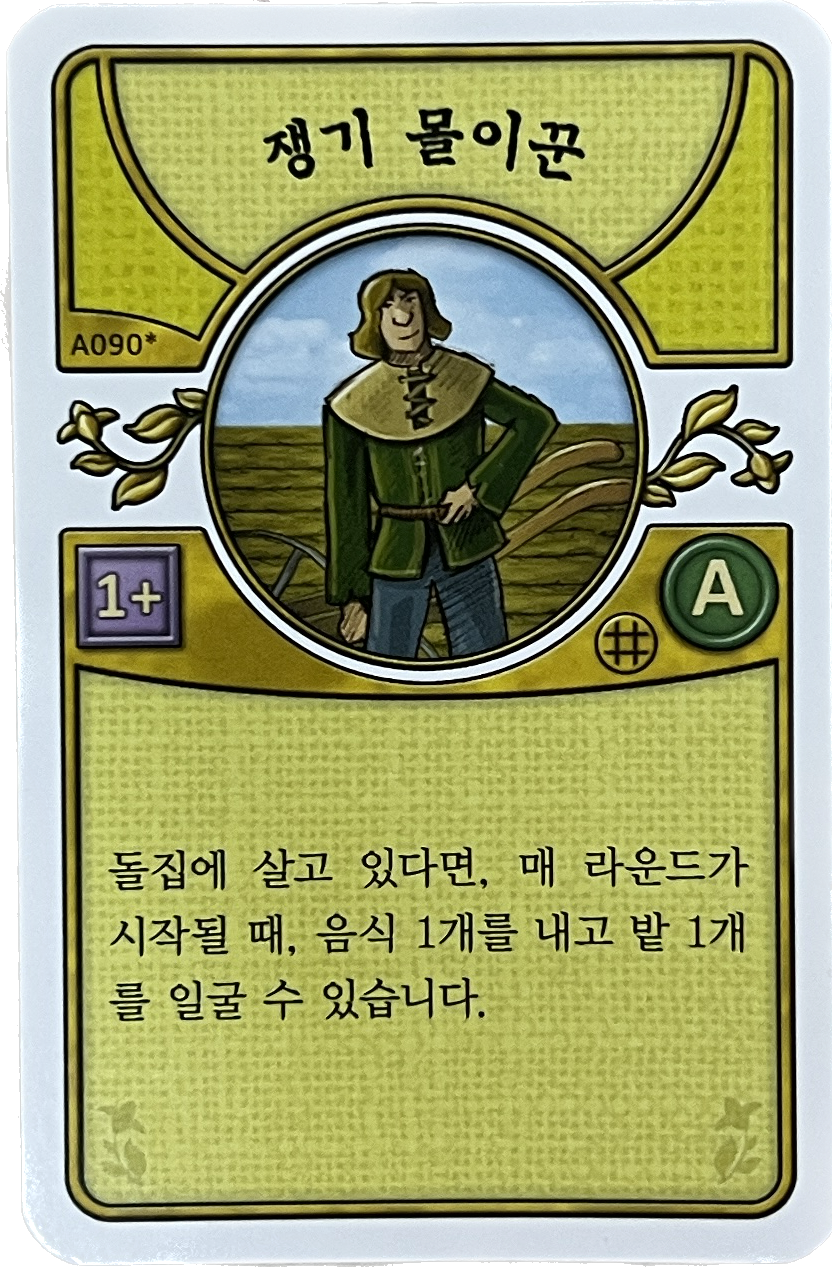 쟁기 몰이꾼
A090*
1+
A
돌집에 살고 있다면, 매 라운드가
시작될 때, 음식 1개를 내고 밭 1개
를 일굴 수 있습니다.